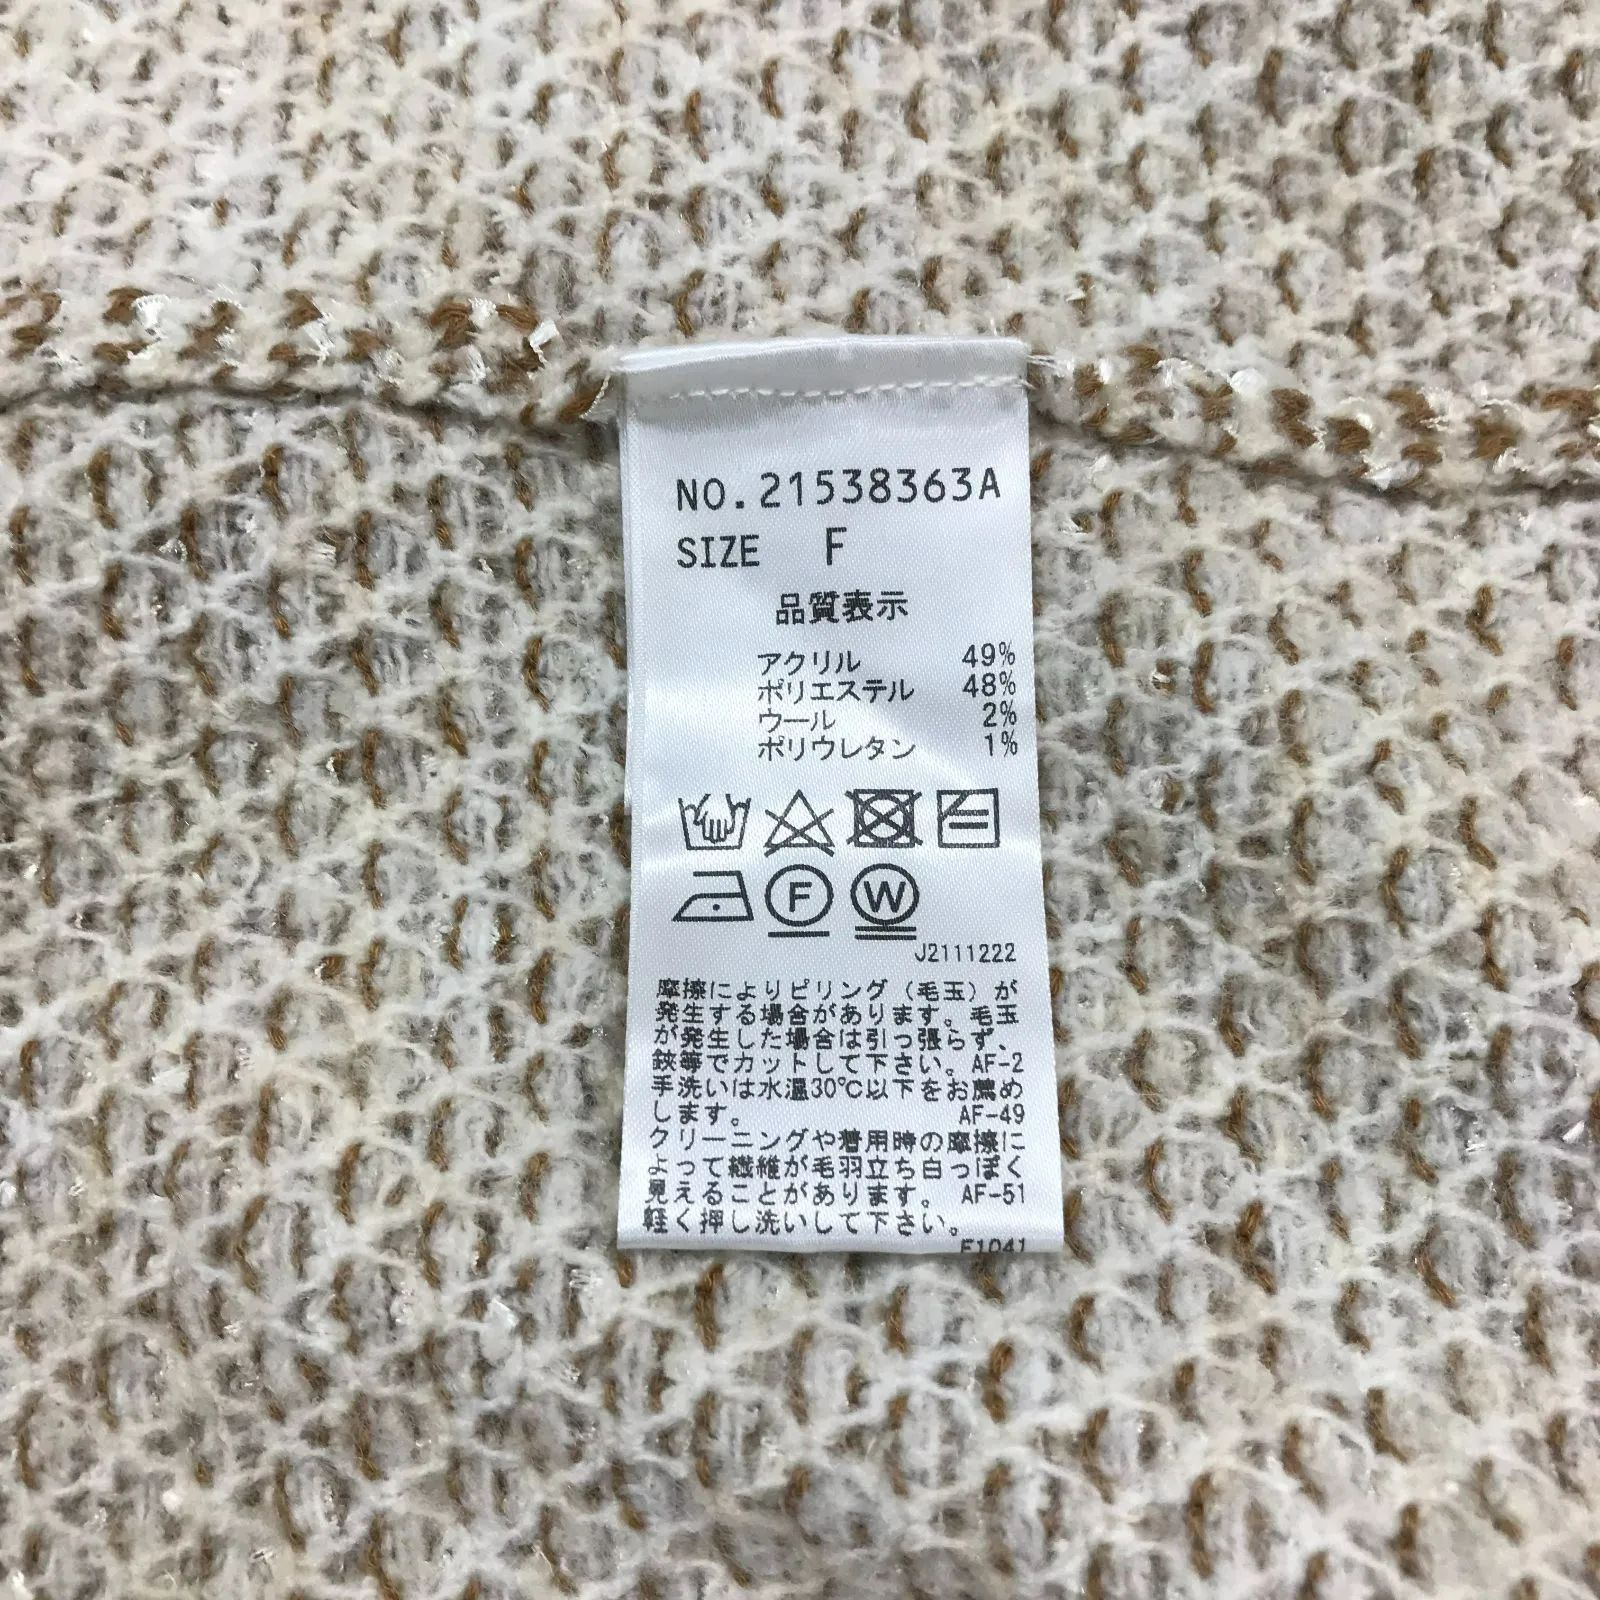 NO.21538363A
SIZE F
品質表示
アクリル 49%
ポリエステル 48%
ウール 2%
ポリウレタン 1%
F W
J2111222
摩擦によりピリング(毛玉)が
発生する場合があります。毛玉
が発生した場合は引っ張らず、
鋏等でカットして下さい。AF-2
手洗いは水温30℃以下をお薦め
します。 AF-49
クリーニングや着用時の摩擦に
よって繊維が毛羽立ち白っぽく
見えることがあります。 AF-51
軽く押し洗いして下さい。
F1041